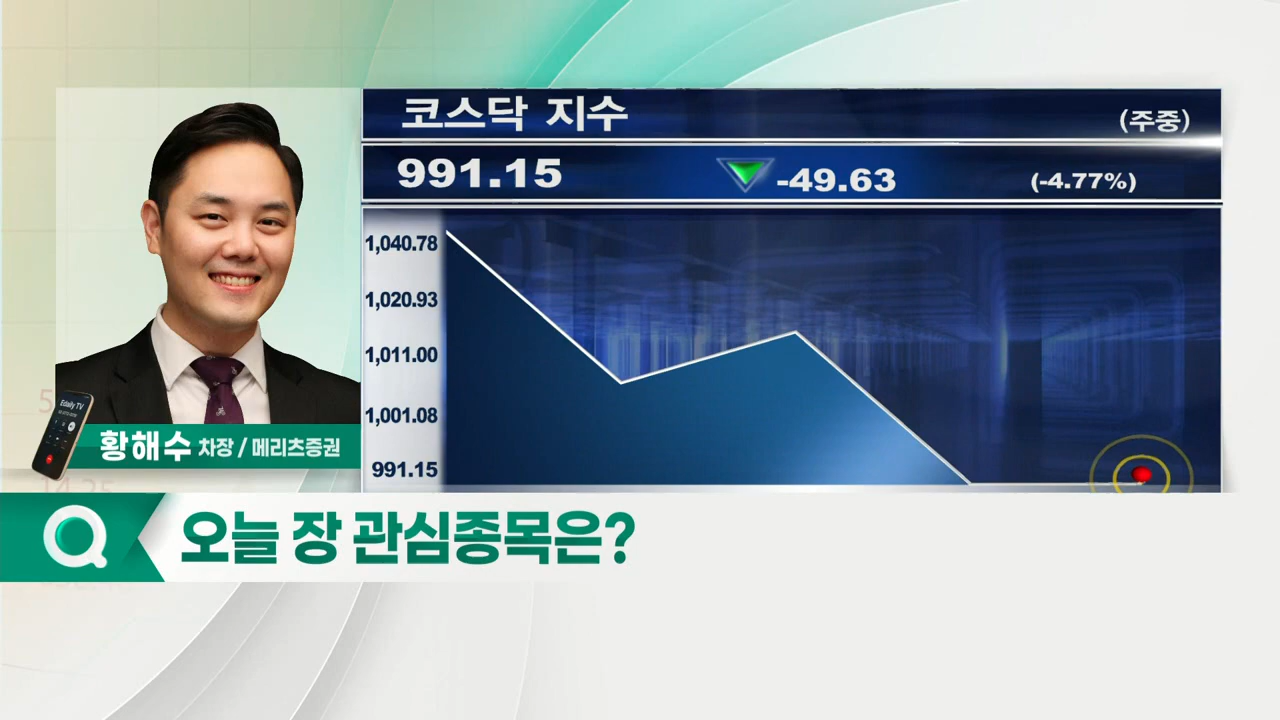 코스닥 지수
(주중)
991.15
-49.63
(-4.77%)
1,040.78
1,020.93
1,011.00
1,001.08
991.15
Edaily TV
황해수 차장 / 메리츠증권
Q
오늘 장 관심종목은?